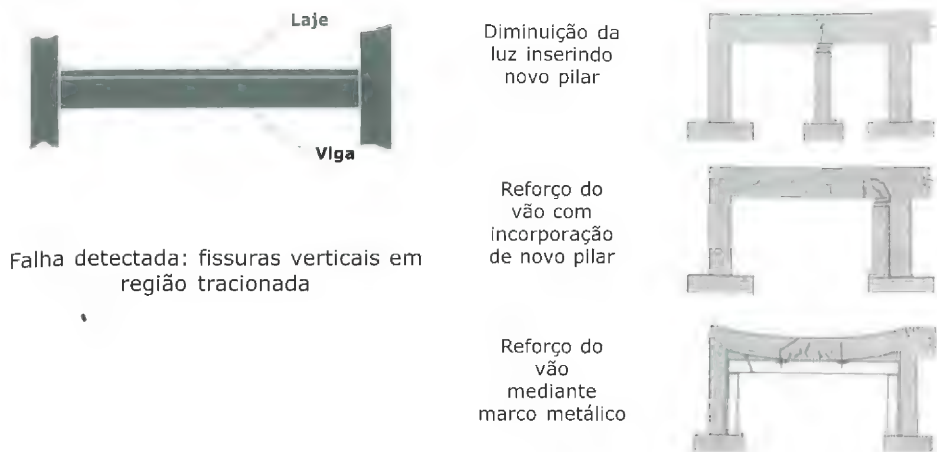 Laje
Viga
Falha detectada: fissuras verticais em
região tracionada
Diminuição da
luz inserindo
novo pilar
Reforço do
vão com
incorporação
de novo pilar
Reforço do
vão
mediante
marco metálico